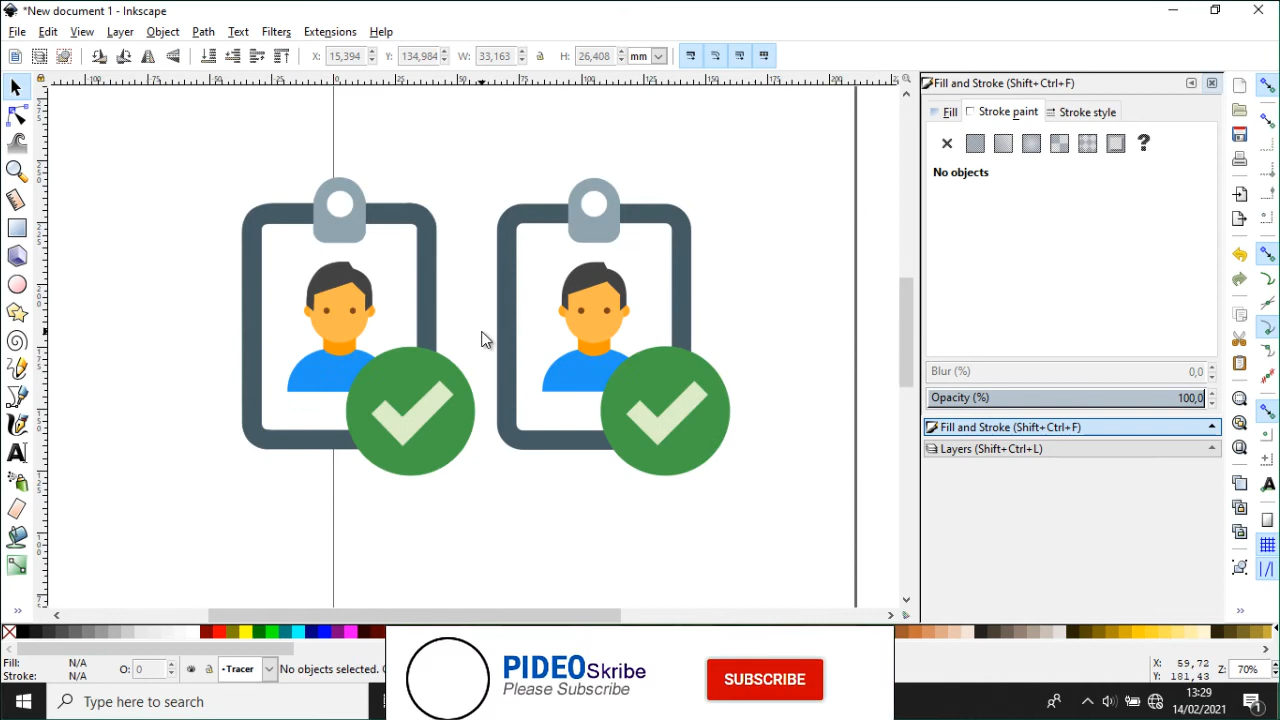 *New document 1 - Inkscape
File Edit View Layer Object Path Text Filters Extensions Help
X: 15,394 Y: 134,984 W: 33,163 H: 26,408 mm
Fill and Stroke (Shift+Ctrl+F)
Fill Stroke paint Stroke style
?
No objects
Blur (%) 0,0
Opacity (%) 100,0
Fill and Stroke (Shift+Ctrl+F)
Layers (Shift+Ctrl+L)
Fill: N/A
Stroke: N/A
O: 0
•Tracer
No objects selected.
X: 59,72
Y: 181,43
Z: 70%
PIDEOSkribe
Please Subscribe
SUBSCRIBE
Type here to search
13:29
14/02/2021
1